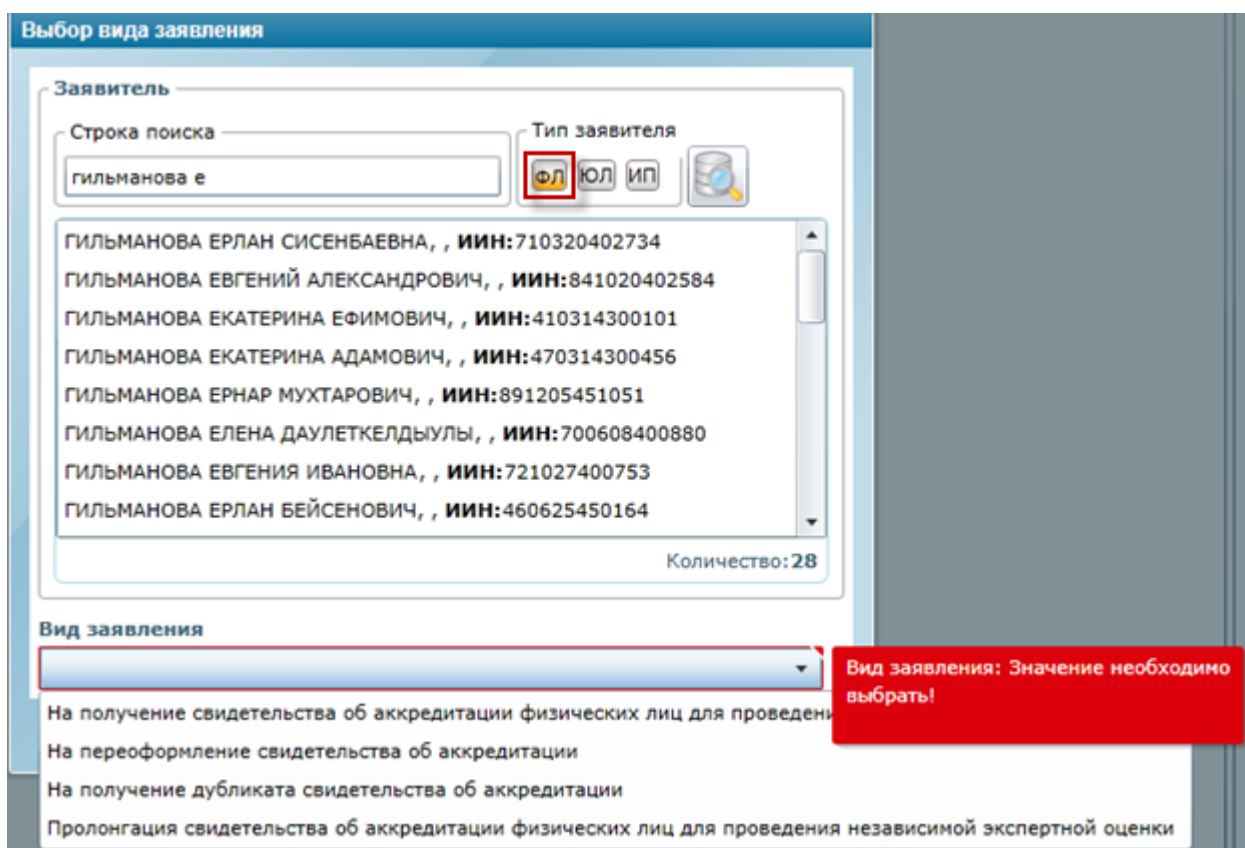 Выбор вида заявления
Заявитель
Строка поиска
Тип заявителя
гильманова е
ФЛ ЮЛ ИП
ГИЛЬМАНОВА ЕРЛАН СИСЕНБАЕВНА, , ИИН:710320402734
ГИЛЬМАНОВА ЕВГЕНИЙ АЛЕКСАНДРОВИЧ, , ИИН:841020402584
ГИЛЬМАНОВА ЕКАТЕРИНА ЕФИМОВИЧ, , ИИН:410314300101
ГИЛЬМАНОВА ЕКАТЕРИНА АДАМОВИЧ, , ИИН:470314300456
ГИЛЬМАНОВА ЕРНАР МУХТАРОВИЧ, , ИИН:891205451051
ГИЛЬМАНОВА ЕЛЕНА ДАУЛЕТКЕЛДЫУЛЫ, , ИИН:700608400880
ГИЛЬМАНОВА ЕВГЕНИЯ ИВАНОВНА, , ИИН:721027400753
ГИЛЬМАНОВА ЕРЛАН БЕЙСЕНОВИЧ, , ИИН:460625450164
Количество:28
Вид заявления
Вид заявления: Значение необходимо
выбрать!
На получение свидетельства об аккредитации физических лиц для проведени
На переоформление свидетельства об аккредитации
На получение дубликата свидетельства об аккредитации
Пролонгация свидетельства об аккредитации физических лиц для проведения независимой экспертной оценки